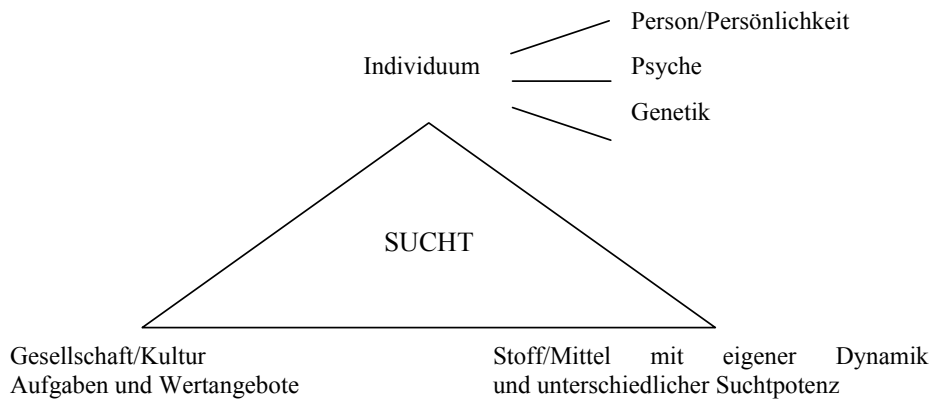 Person/Persönlichkeit
Individuum
Psyche
Genetik
SUCHT
Gesellschaft/Kultur
Aufgaben und Wertangebote
Stoff/Mittel mit eigener Dynamik
und unterschiedlicher Suchtpotenz